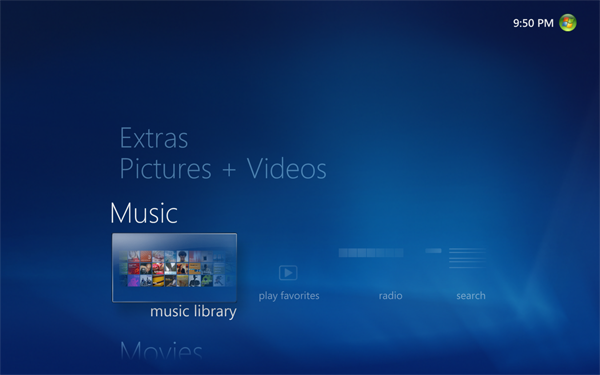 9:50 PM
Extras
Pictures + Videos
Music
music library
play favorites
radio
search
Movies